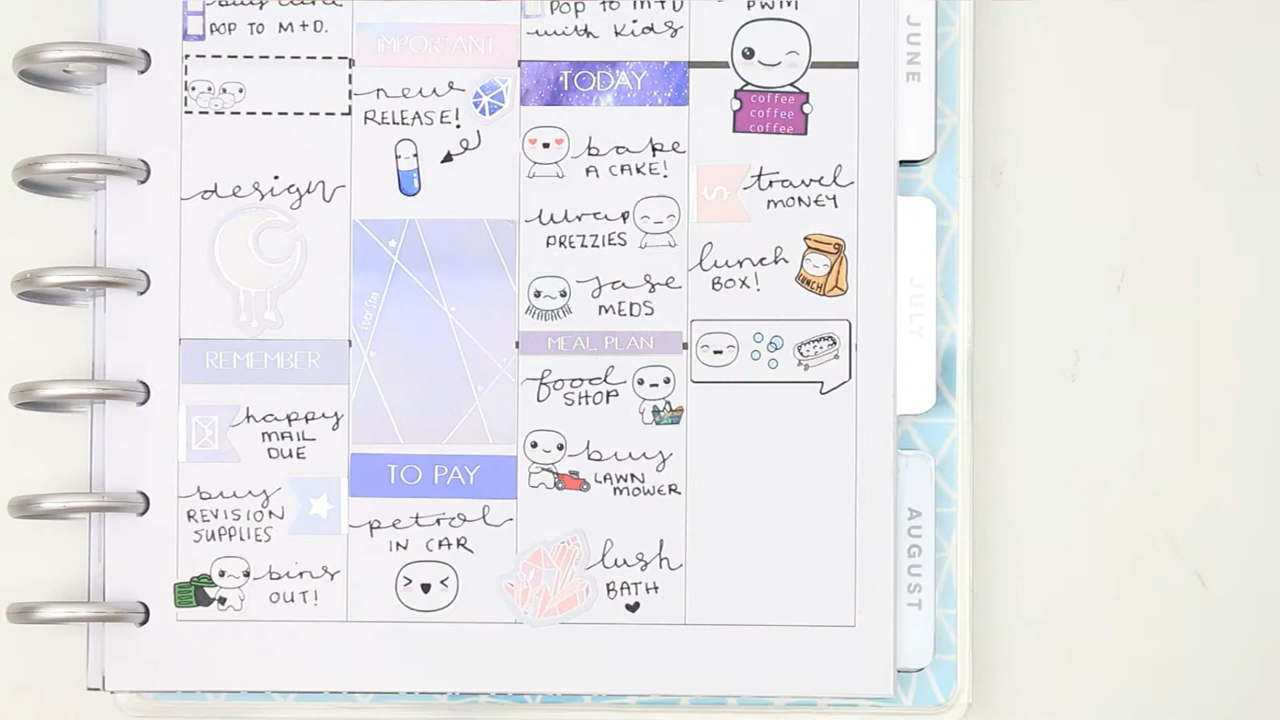 POP TO M+D.
design
REMEMBER
happy
MAIL
DUE
buy
REVISION
SUPPLIES
bins
OUT!
IMPORTANT
new
RELEASE!
TO PAY
petrol
IN CAR
POP TO M+D
with Kids
TODAY
bake
A CAKE!
wrap
PREZZIES
HEADACHE
MEDS
MEAL PLAN
food
SHOP
buy
LAWN
MOWER
lush
BATH
PWM
coffee
coffee
coffee
travel
MONEY
lunch
BOX!
LUNCH
JUNE
JULY
AUGUST